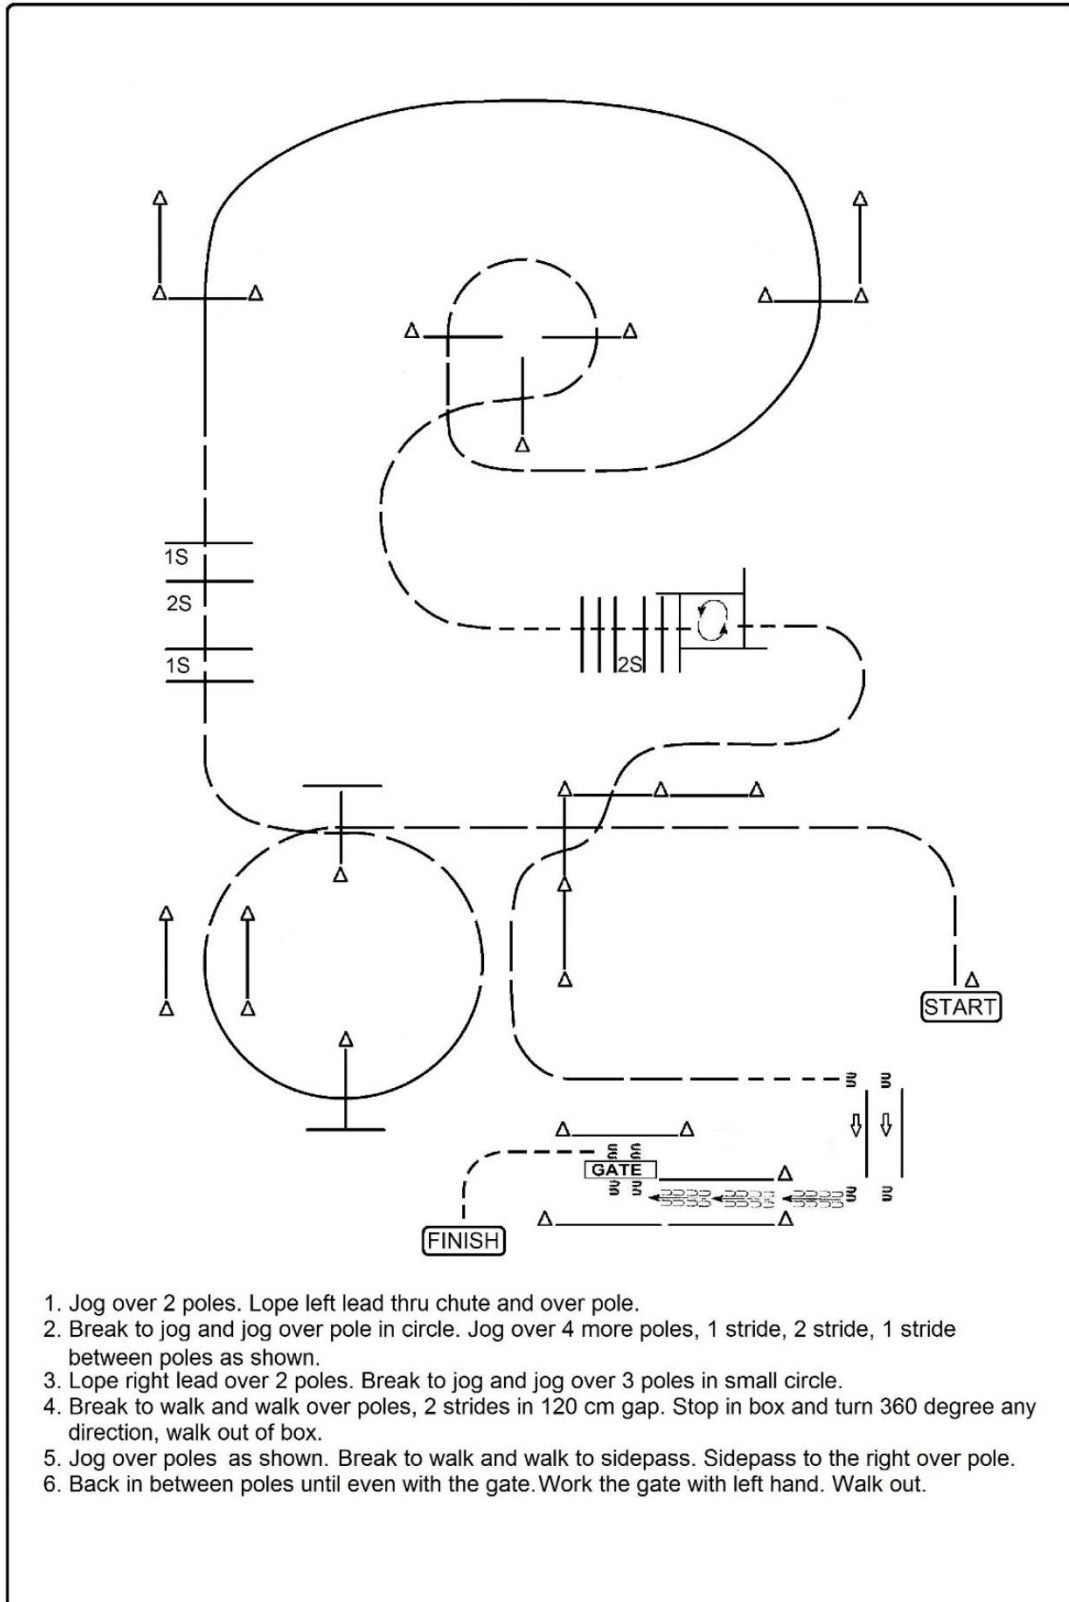 1S
2S
1S
2S
START
GATE
FINISH
1. Jog over 2 poles. Lope left lead thru chute and over pole.
2. Break to jog and jog over pole in circle. Jog over 4 more poles, 1 stride, 2 stride, 1 stride
between poles as shown.
3. Lope right lead over 2 poles. Break to jog and jog over 3 poles in small circle.
4. Break to walk and walk over poles, 2 strides in 120 cm gap. Stop in box and turn 360 degree any
direction, walk out of box.
5. Jog over poles as shown. Break to walk and walk to sidepass. Sidepass to the right over pole.
6. Back in between poles until even with the gate. Work the gate with left hand. Walk out.